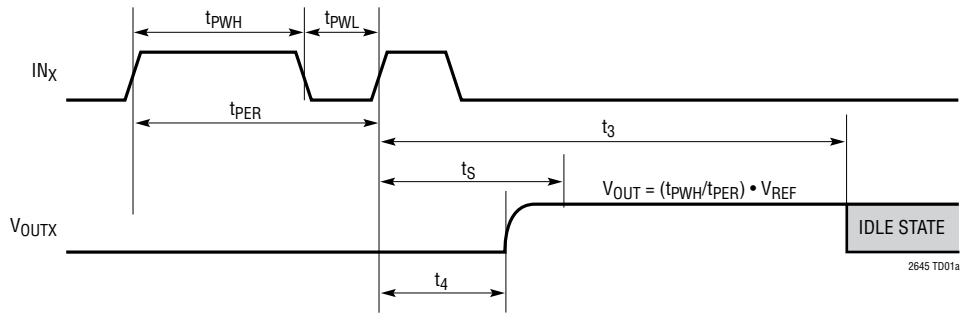 tPWH
tPWL
INX
tPER
t3
tS
VOUT = (tPWH/tPER) • VREF
VOUTX
IDLE STATE
2645 TD01a
t4